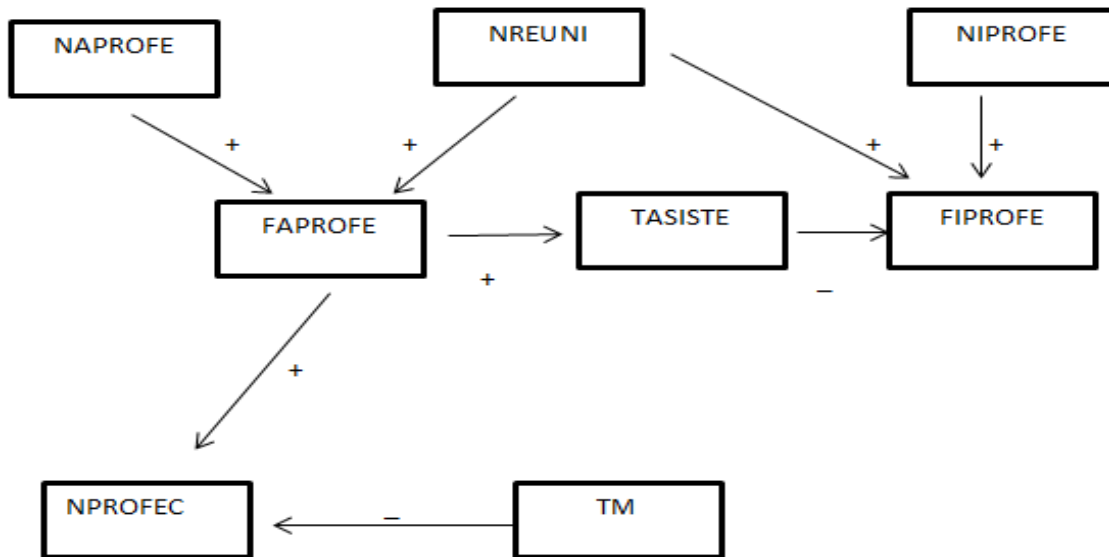 NAPROFE
NREUNI
NIPROFE
+
+
+
+
FAPROFE
TASISTE
FIPROFE
+
–
+
NPROFEC
–
TM